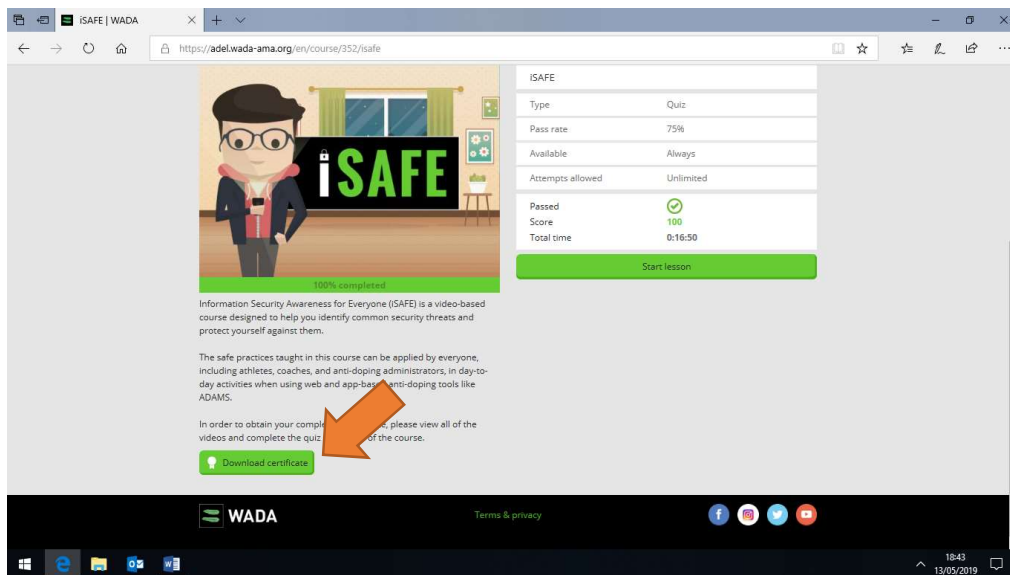 iSAFE | WADA
https://adel.wada-ama.org/en/course/352/isafe
iSAFE
100% completed
Information Security Awareness for Everyone (iSAFE) is a video-based
course designed to help you identify common security threats and
protect yourself against them.
The safe practices taught in this course can be applied by everyone,
including athletes, coaches, and anti-doping administrators, in day-to-
day activities when using web and app-based anti-doping tools like
ADAMS.
In order to obtain your please view all of the
videos and complete the quiz of the course.
Download certificate
iSAFE
Type Quiz
Pass rate 75%
Available Always
Attempts allowed Unlimited
Passed
Score 100
Total time 0:16:50
Start lesson
WADA
Terms & privacy
18:43
13/05/2019